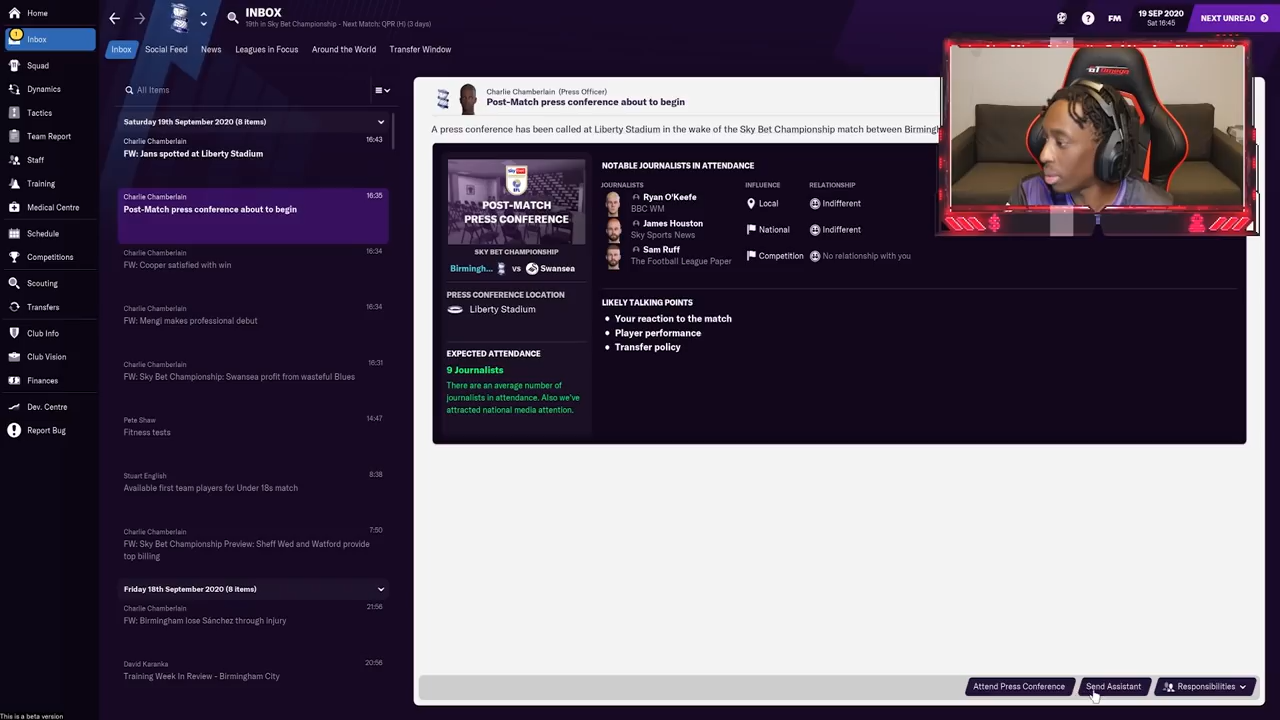 Home
1
Inbox
Squad
Dynamics
Tactics
Team Report
Staff
Training
Medical Centre
Schedule
Competitions
Scouting
Transfers
Club Info
Club Vision
Finances
Dev. Centre
Report Bug
This is a beta version
INBOX
19th in Sky Bet Championship - Next Match: QPR (H) (3 days)
FM
19 SEP 2020
Sat 16:45
NEXT UNREAD
Inbox
Social Feed
News
Leagues in Focus
Around the World
Transfer Window
All Items
Saturday 19th September 2020 (8 items)
Charlie Chamberlain 16:43
FW: Jans spotted at Liberty Stadium
Charlie Chamberlain 16:35
Post-Match press conference about to begin
Charlie Chamberlain 16:34
FW: Cooper satisfied with win
Charlie Chamberlain 16:34
FW: Mengi makes professional debut
Charlie Chamberlain 16:31
FW: Sky Bet Championship: Swansea profit from wasteful Blues
Pete Shaw 14:47
Fitness tests
Stuart English 8:38
Available first team players for Under 18s match
Charlie Chamberlain 7:50
FW: Sky Bet Championship Preview: Sheff Wed and Watford provide
top billing
Friday 18th September 2020 (8 items)
Charlie Chamberlain 21:56
FW: Birmingham lose Sánchez through injury
David Karanka 20:56
Training Week In Review - Birmingham City
Charlie Chamberlain (Press Officer)
Post-Match press conference about to begin
A press conference has been called at Liberty Stadium in the wake of the Sky Bet Championship match between Birmingh
POST-MATCH
PRESS CONFERENCE
SKY BET CHAMPIONSHIP
Birmingh... vs Swansea
PRESS CONFERENCE LOCATION
Liberty Stadium
EXPECTED ATTENDANCE
9 Journalists
There are an average number of
journalists in attendance. Also we've
attracted national media attention.
NOTABLE JOURNALISTS IN ATTENDANCE
JOURNALISTS INFLUENCE RELATIONSHIP
Ryan O'Keefe
BBC WM
Local
Indifferent
James Houston
Sky Sports News
National
Indifferent
Sam Ruff
The Football League Paper
Competition
No relationship with you
LIKELY TALKING POINTS
Your reaction to the match
Player performance
Transfer policy
Attend Press Conference
Send Assistant
Responsibilities